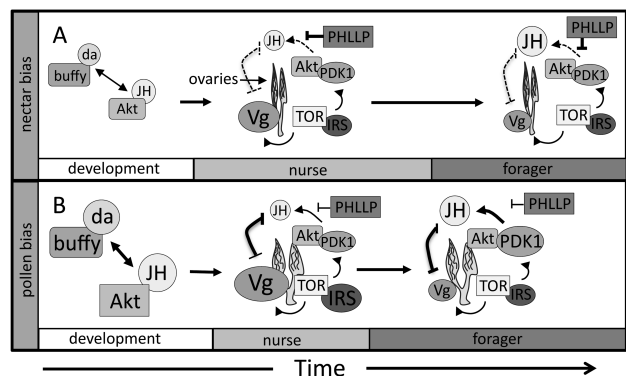 nectar bias
A
da
buffy
JH
Akt
ovaries
JH
PHLLP
Akt
PDK1
Vg
TOR
IRS
JH
PHLLP
Akt
PDK1
Vg
TOR
IRS
development
nurse
forager
pollen bias
B
da
buffy
JH
Akt
JH
PHLLP
Akt
PDK1
Vg
TOR
IRS
JH
PHLLP
Akt
PDK1
Vg
TOR
IRS
development
nurse
forager
Time